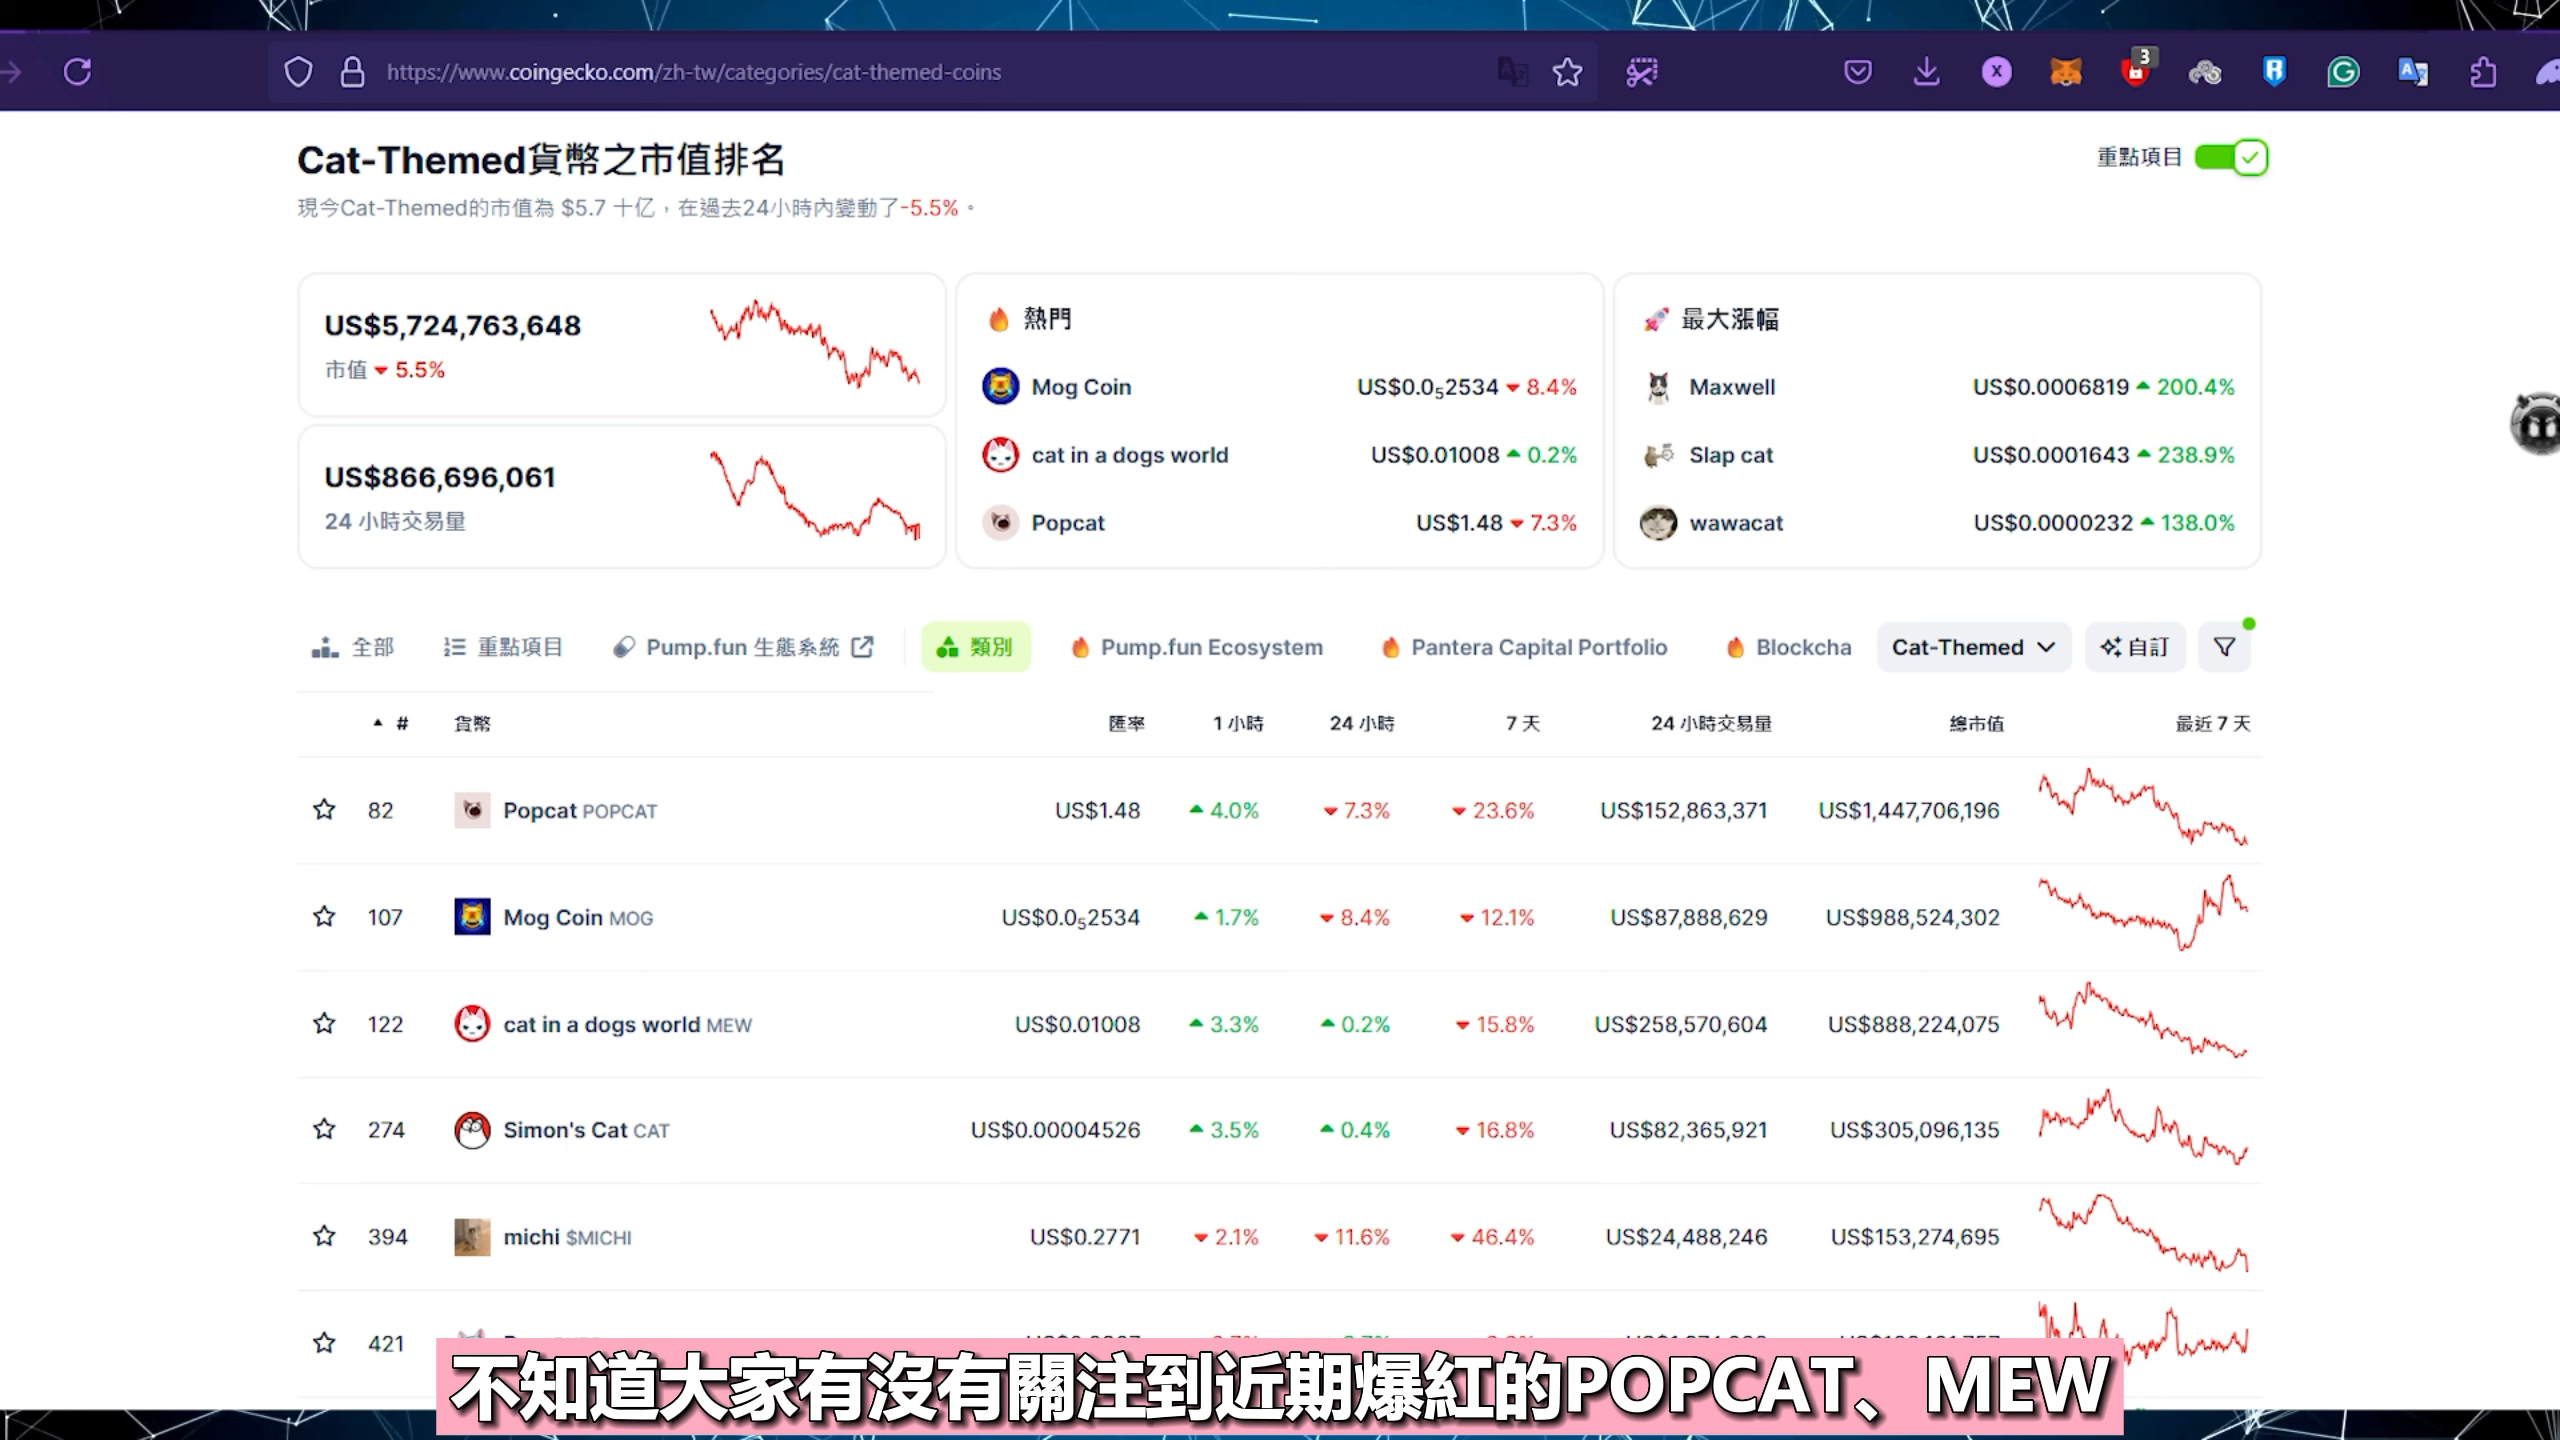 https://www.coingecko.com/zh-tw/categories/cat-themed-coins
3
Cat-Themed貨幣之市值排名
重點項目
現今Cat-Themed的市值為 $5.7 十亿，在過去24小時內變動了-5.5%。
US$5,724,763,648
市值 ▼ 5.5%
US$866,696,061
24 小時交易量
熱門
Mog Coin US$0.0₅2534 ▼ 8.4%
cat in a dogs world US$0.01008 ▲ 0.2%
Popcat US$1.48 ▼ 7.3%
最大漲幅
Maxwell US$0.0006819 ▲ 200.4%
Slap cat US$0.0001643 ▲ 238.9%
wawacat US$0.0000232 ▲ 138.0%
全部 重點項目 Pump.fun 生態系統 類別 Pump.fun Ecosystem Pantera Capital Portfolio Blockcha Cat-Themed 自訂
▲ # 貨幣 匯率 1 小時 24 小時 7 天 24 小時交易量 總市值 最近 7 天
82 Popcat POPCAT US$1.48 ▲ 4.0% ▼ 7.3% ▼ 23.6% US$152,863,371 US$1,447,706,196
107 Mog Coin MOG US$0.0₅2534 ▲ 1.7% ▼ 8.4% ▼ 12.1% US$87,888,629 US$988,524,302
122 cat in a dogs world MEW US$0.01008 ▲ 3.3% ▲ 0.2% ▼ 15.8% US$258,570,604 US$888,224,075
274 Simon's Cat CAT US$0.00004526 ▲ 3.5% ▲ 0.4% ▼ 16.8% US$82,365,921 US$305,096,135
394 michi $MICHI US$0.2771 ▼ 2.1% ▼ 11.6% ▼ 46.4% US$24,488,246 US$153,274,695
421
不知道大家有沒有關注到近期爆紅的POPCAT、MEW